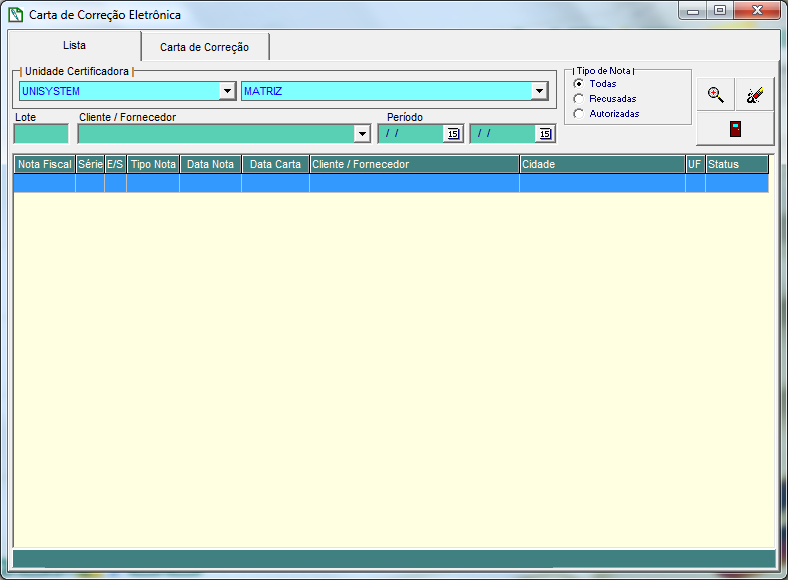 Carta de Correção Eletrônica
Lista
Carta de Correção
Unidade Certificadora
UNISYSTEM
MATRIZ
Tipo de Nota
Todas
Recusadas
Autorizadas
Lote
Cliente / Fornecedor
Período
/ /
15
/ /
15
Nota Fiscal Série E/S Tipo Nota Data Nota Data Carta Cliente / Fornecedor Cidade UF Status